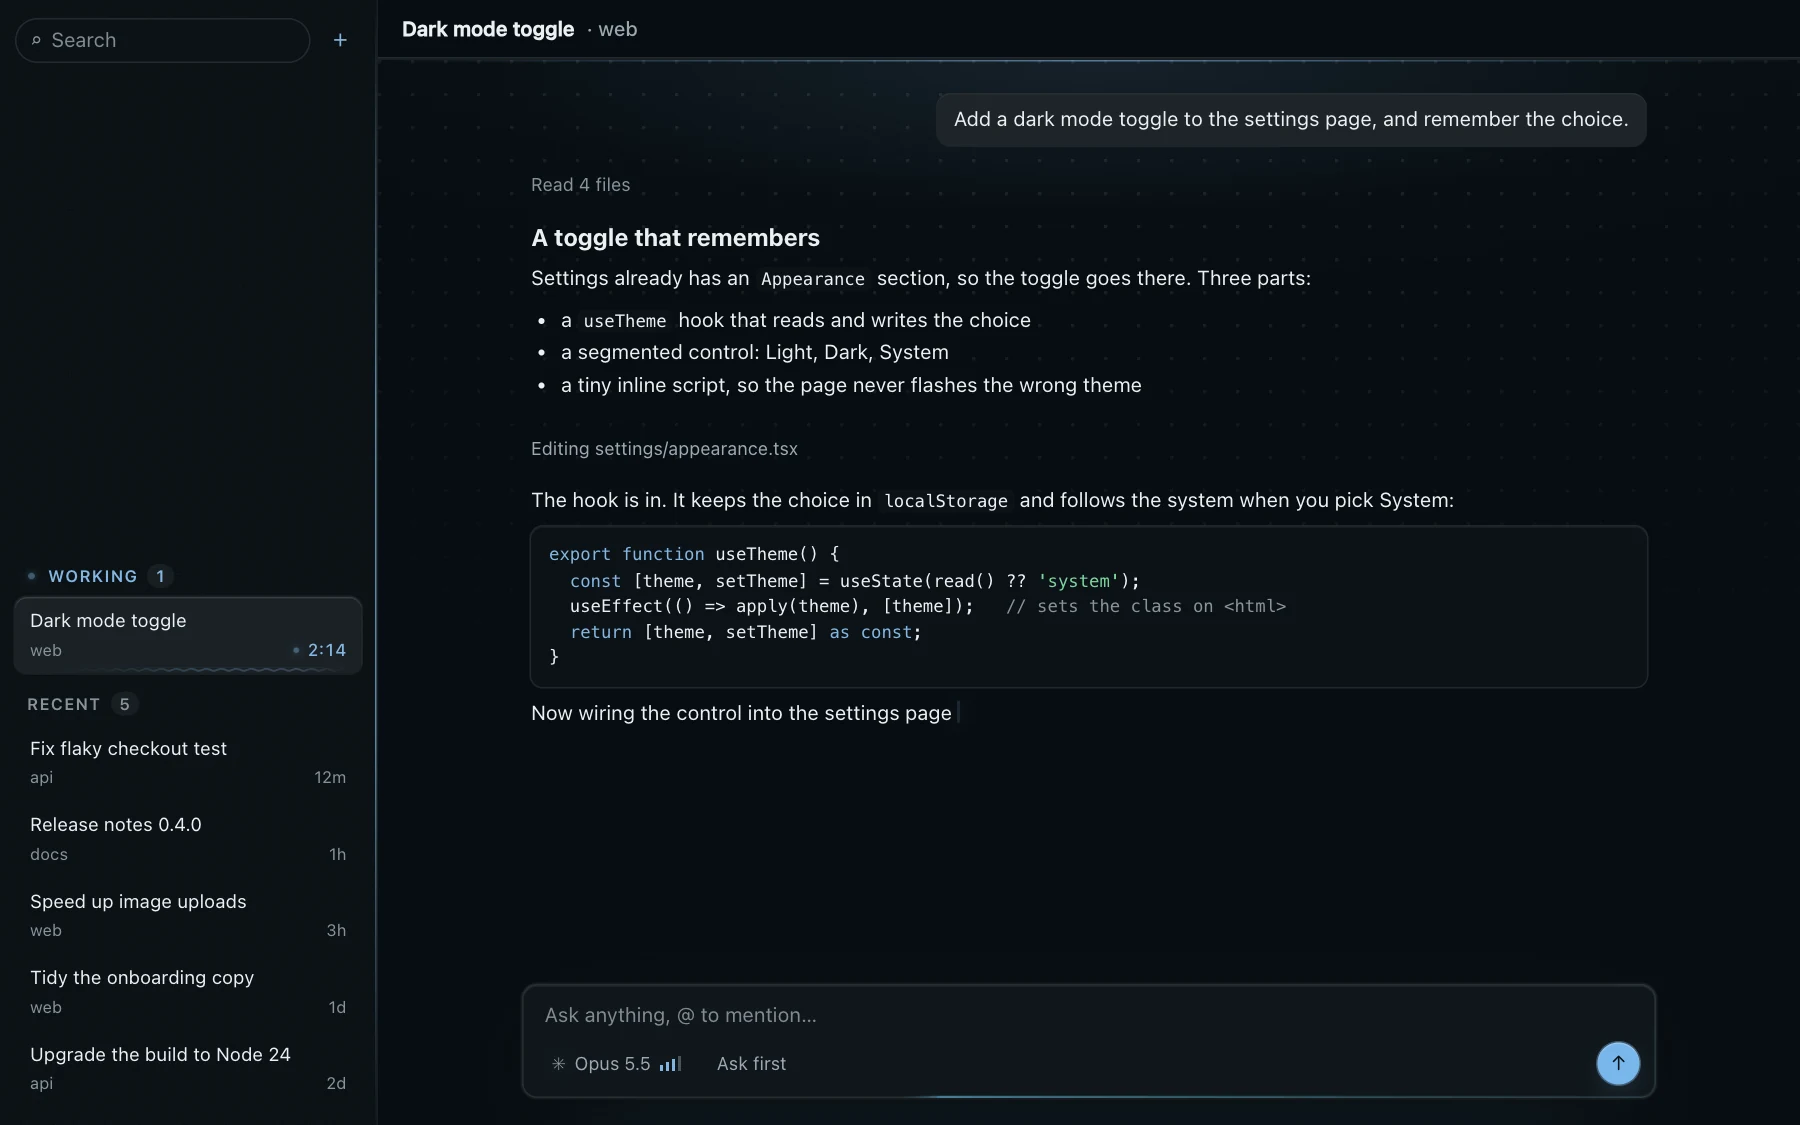 Search
+
Dark mode toggle · web
Add a dark mode toggle to the settings page, and remember the choice.
Read 4 files
A toggle that remembers
Settings already has an Appearance section, so the toggle goes there. Three parts:
• a useTheme hook that reads and writes the choice
• a segmented control: Light, Dark, System
• a tiny inline script, so the page never flashes the wrong theme
Editing settings/appearance.tsx
The hook is in. It keeps the choice in localStorage and follows the system when you pick System:
export function useTheme() {
  const [theme, setTheme] = useState(read() ?? 'system');
  useEffect(() => apply(theme), [theme]);   // sets the class on <html>
  return [theme, setTheme] as const;
}
Now wiring the control into the settings page
WORKING 1
Dark mode toggle
web 2:14
RECENT 5
Fix flaky checkout test
api 12m
Release notes 0.4.0
docs 1h
Speed up image uploads
web 3h
Tidy the onboarding copy
web 1d
Upgrade the build to Node 24
api 2d
Ask anything, @ to mention...
Opus 5.5 Ask first